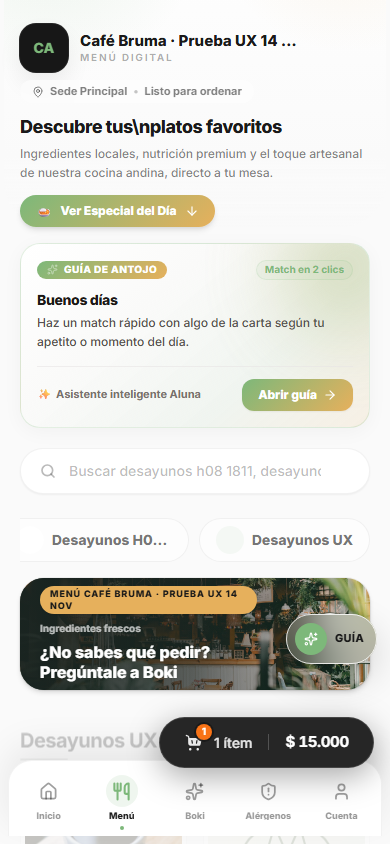 CA
Café Bruma · Prueba UX 14 ...
MENÚ DIGITAL
Sede Principal • Listo para ordenar
Descubre tus\nplatos favoritos
Ingredientes locales, nutrición premium y el toque artesanal
de nuestra cocina andina, directo a tu mesa.
Ver Especial del Día ↓
GUÍA DE ANTOJO
Match en 2 clics
Buenos días
Haz un match rápido con algo de la carta según tu
apetito o momento del día.
Asistente inteligente Aluna
Abrir guía →
Buscar desayunos h08 1811, desayuno
Desayunos H0...
Desayunos UX
MENÚ CAFÉ BRUMA · PRUEBA UX 14
NOV
Ingredientes frescos
¿No sabes qué pedir?
Pregúntale a Boki
GUÍA
Desayunos UX
1
1 ítem
$ 15.000
Inicio
Menú
Boki
Alérgenos
Cuenta